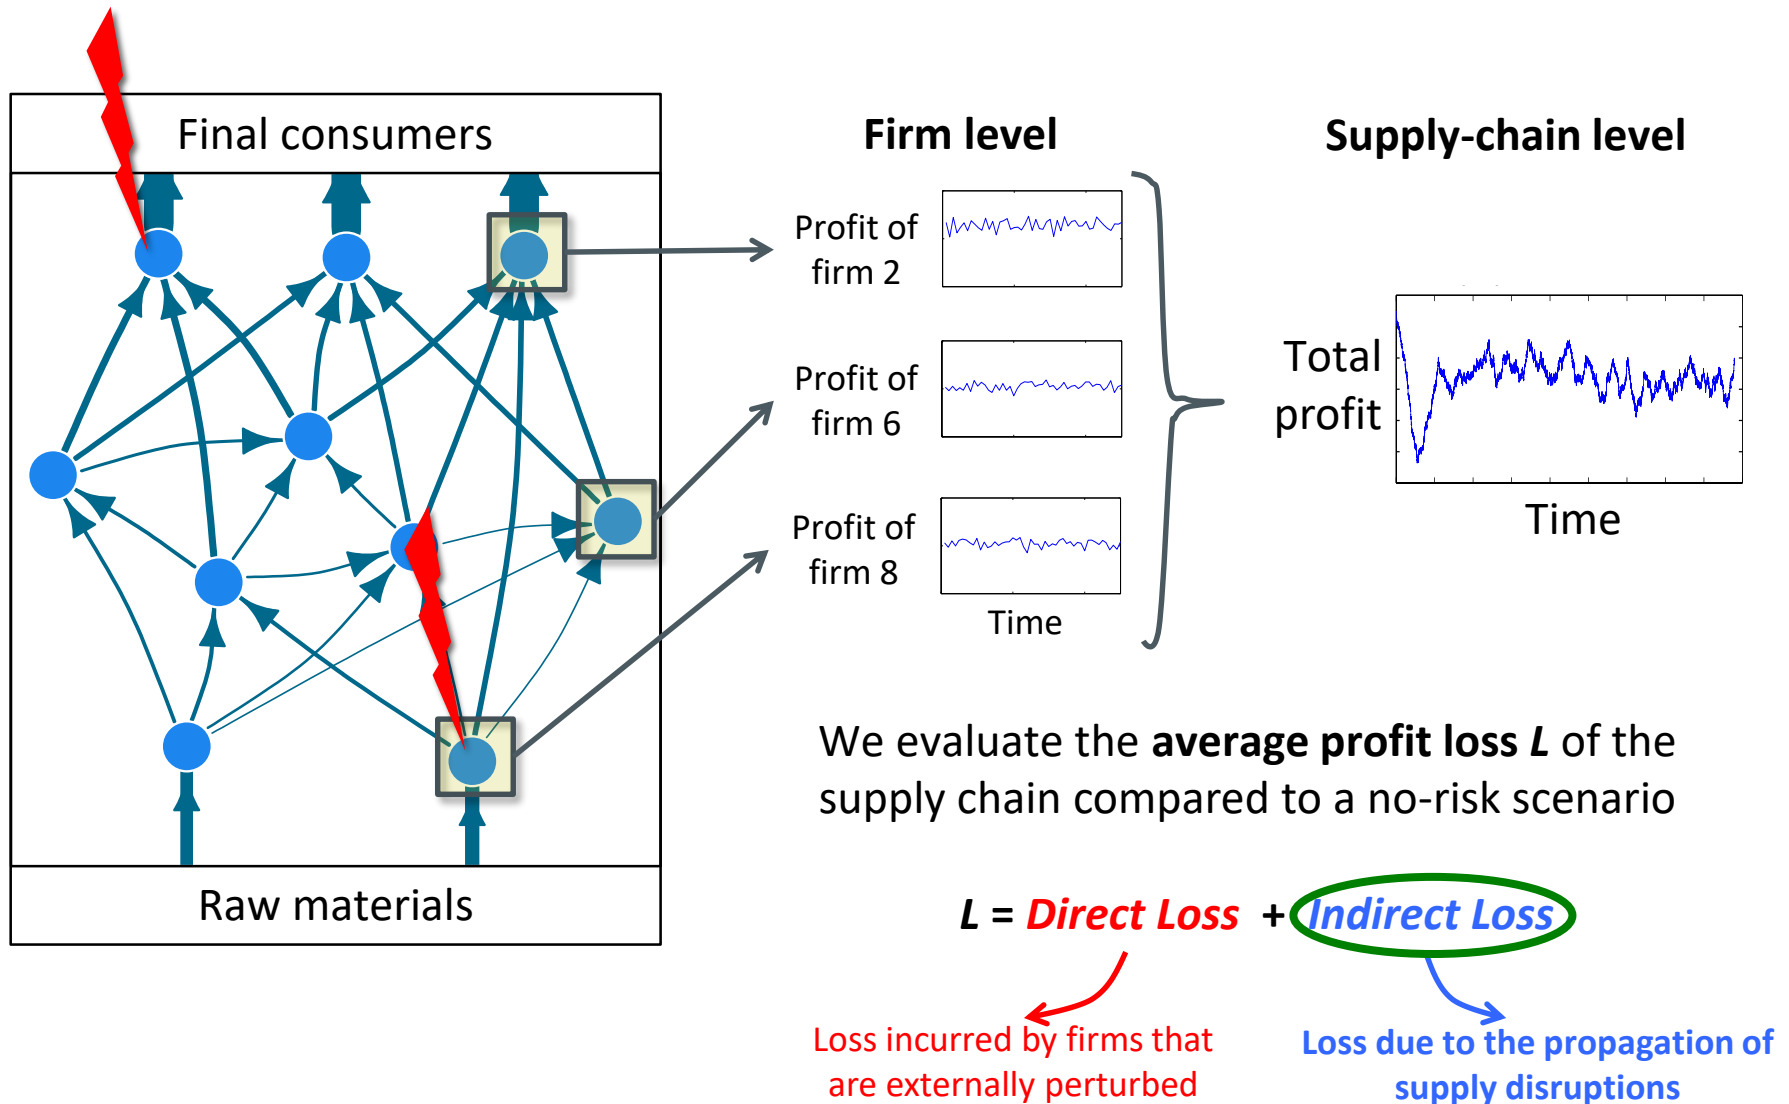 Final consumers
Raw materials
Firm level
Profit of
firm 2
Profit of
firm 6
Profit of
firm 8
Time
Supply-chain level
Total
profit
Time
We evaluate the average profit loss L of the
supply chain compared to a no-risk scenario
L = Direct Loss + Indirect Loss
Loss incurred by firms that
are externally perturbed
Loss due to the propagation of
supply disruptions